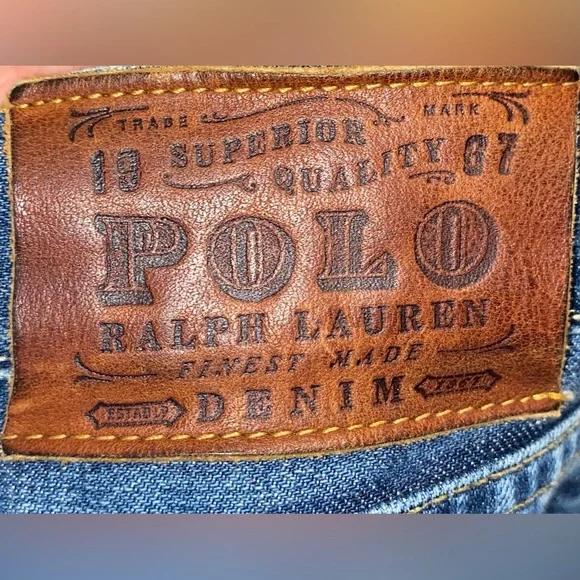 TRADE MARK
19 SUPERIOR QUALITY 67
POLO
RALPH LAUREN
FINEST MADE
DENIM